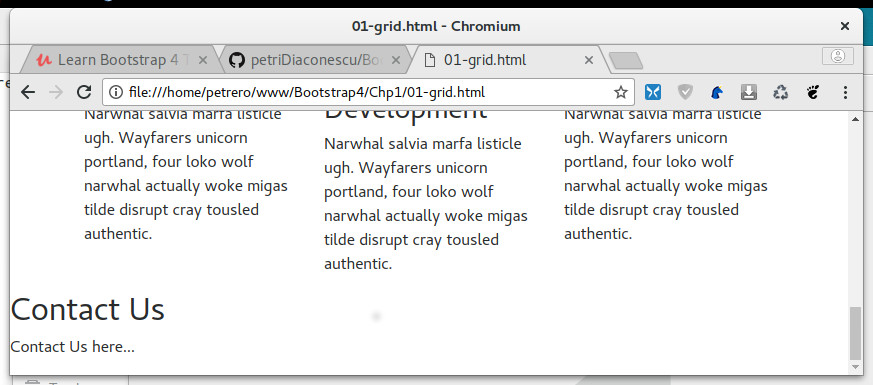 01-grid.html - Chromium
Learn Bootstrap 4 T
petriDiaconescu/Boo
01-grid.html
file:///home/petrero/www/Bootstrap4/Chp1/01-grid.html
Narwhal salvia marfa listicle
ugh. Wayfarers unicorn
portland, four loko wolf
narwhal actually woke migas
tilde disrupt cray tousled
authentic.
Development
Narwhal salvia marfa listicle
ugh. Wayfarers unicorn
portland, four loko wolf
narwhal actually woke migas
tilde disrupt cray tousled
authentic.
Narwhal salvia marfa listicle
ugh. Wayfarers unicorn
portland, four loko wolf
narwhal actually woke migas
tilde disrupt cray tousled
authentic.
Contact Us
Contact Us here...